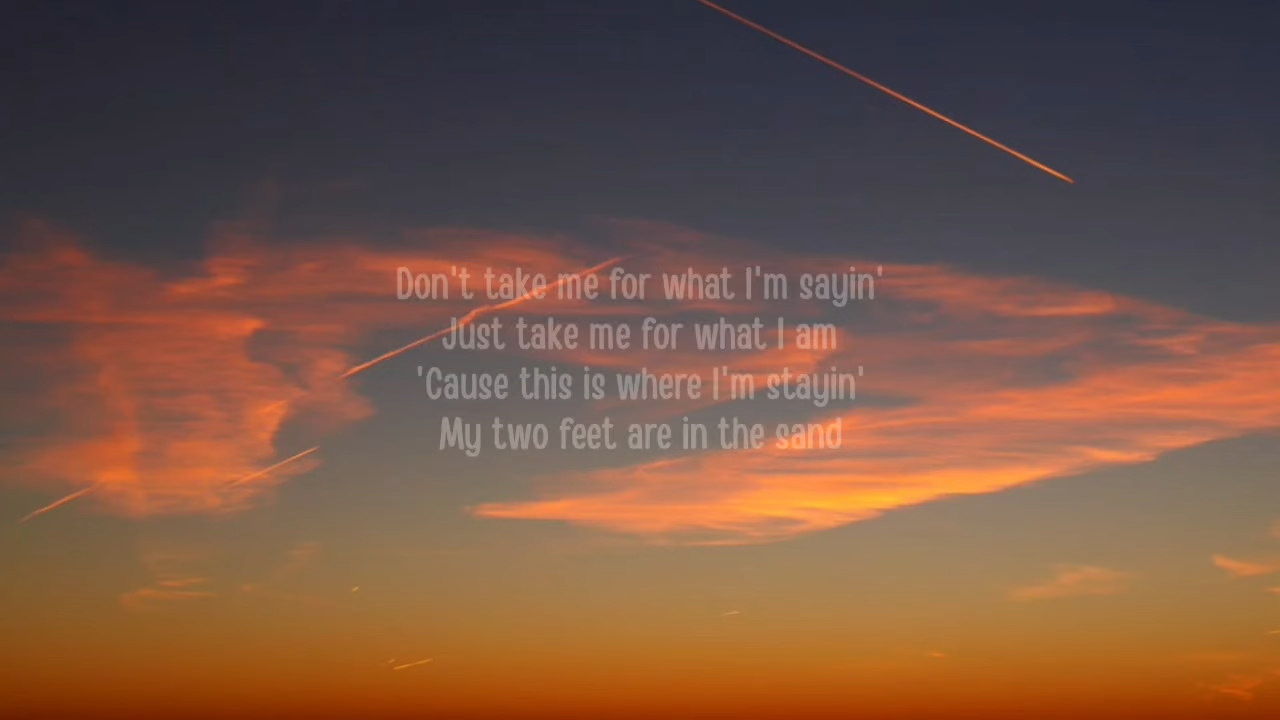 Don't take me for what I'm sayin'
Just take me for what I am
'Cause this is where I'm stayin'
My two feet are in the sand